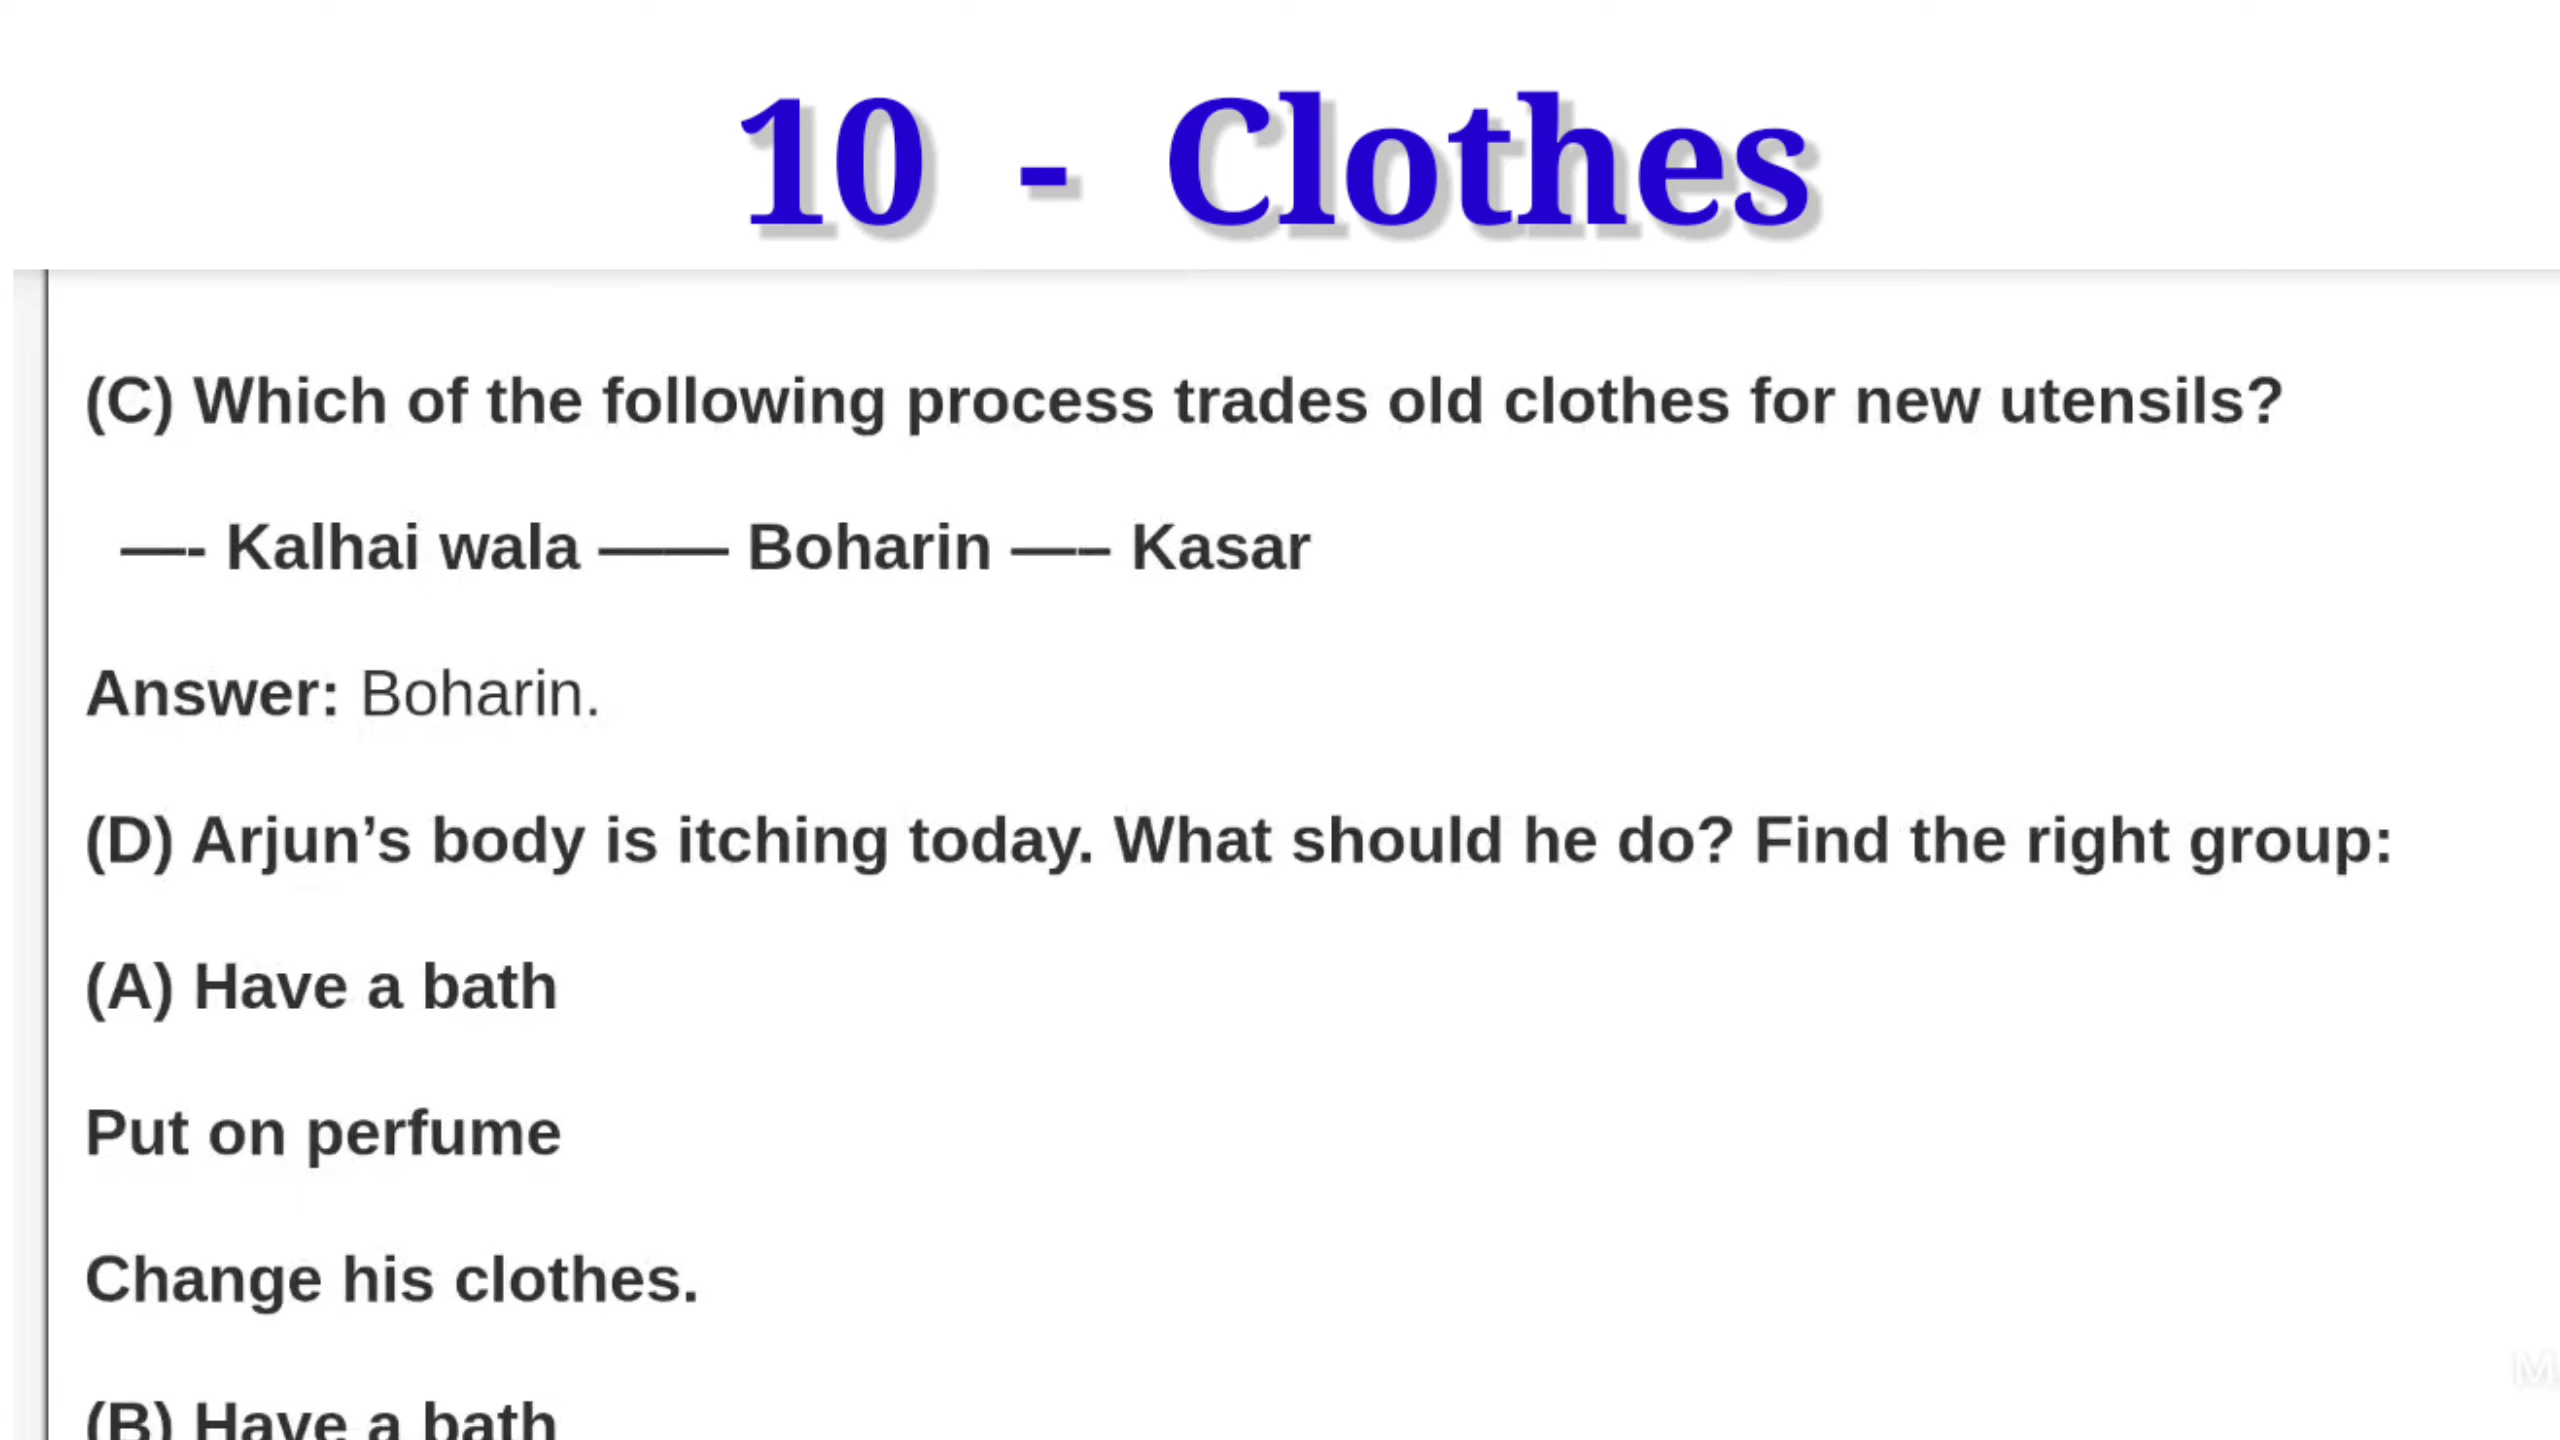 10 - Clothes
(C) Which of the following process trades old clothes for new utensils?
—- Kalhai wala —— Boharin —– Kasar
Answer: Boharin.
(D) Arjun’s body is itching today. What should he do? Find the right group:
(A) Have a bath
Put on perfume
Change his clothes.
(B) Have a bath
M